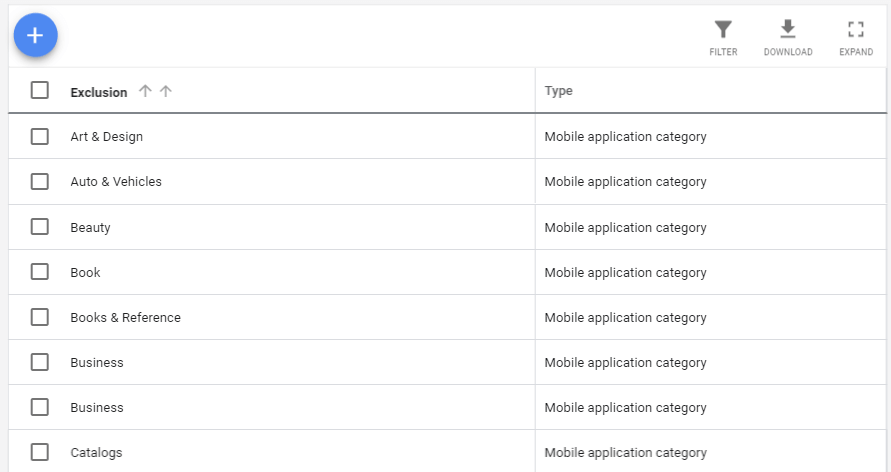 FILTER DOWNLOAD EXPAND
Exclusion Type
Art & Design Mobile application category
Auto & Vehicles Mobile application category
Beauty Mobile application category
Book Mobile application category
Books & Reference Mobile application category
Business Mobile application category
Business Mobile application category
Catalogs Mobile application category